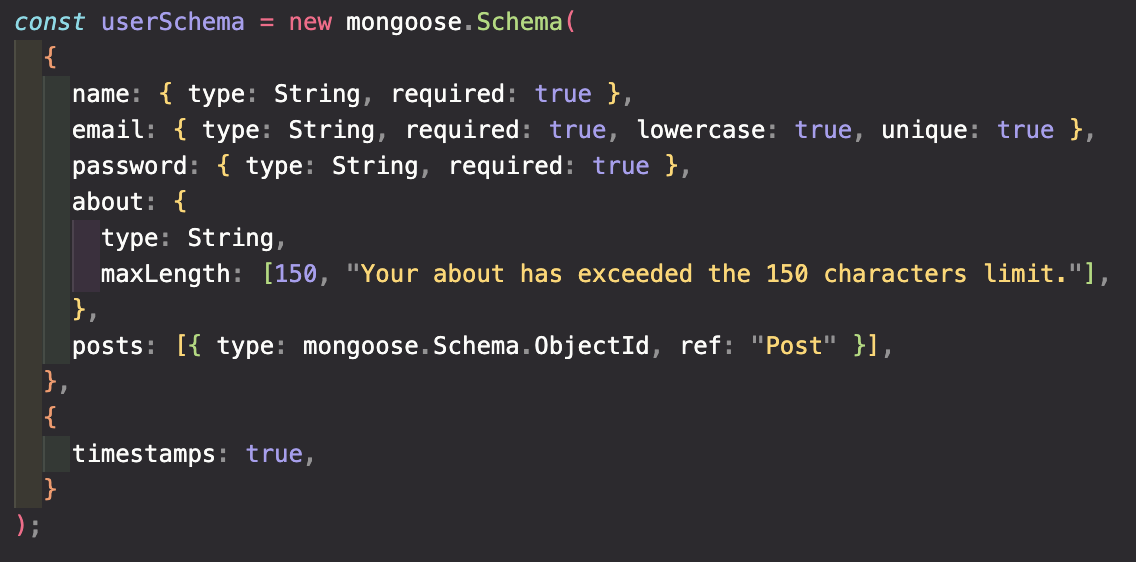 const userSchema = new mongoose.Schema(
  {
    name: { type: String, required: true },
    email: { type: String, required: true, lowercase: true, unique: true },
    password: { type: String, required: true },
    about: {
      type: String,
      maxLength: [150, "Your about has exceeded the 150 characters limit."],
    },
    posts: [{ type: mongoose.Schema.ObjectId, ref: "Post" }],
  },
  {
    timestamps: true,
  }
);